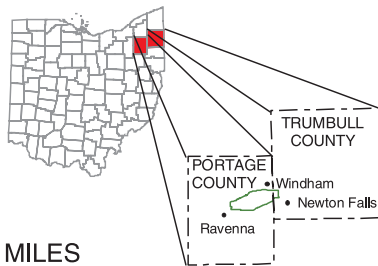 TRUMBULL
COUNTY
PORTAGE
COUNTY
Windham
Newton Falls
Ravenna
MILES